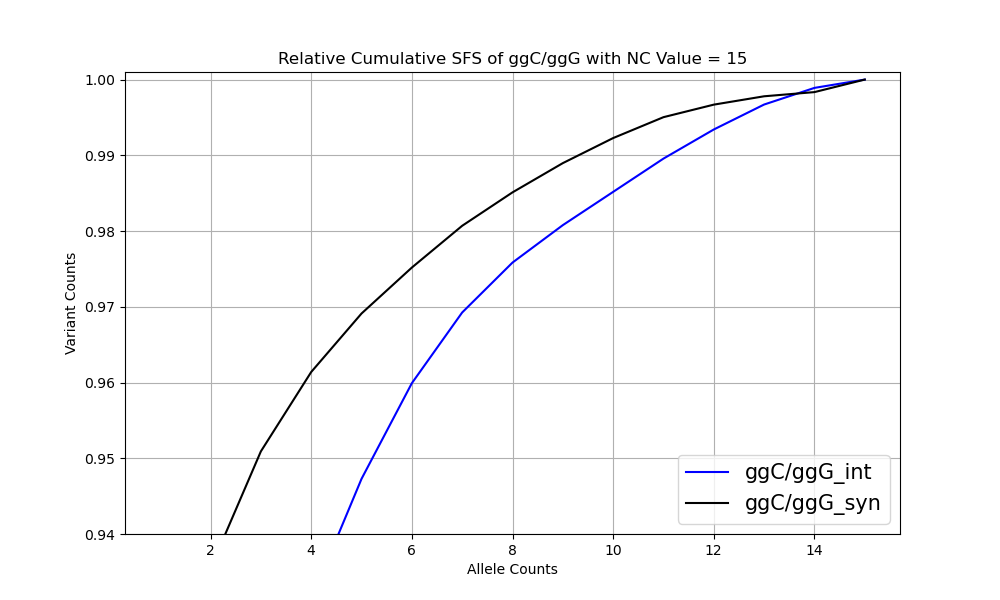 Relative Cumulative SFS of ggC/ggG with NC Value = 15
1.00
0.99
0.98
0.97
0.96
0.95
0.94
Variant Counts
2 4 6 8 10 12 14
Allele Counts
ggC/ggG_int
ggC/ggG_syn